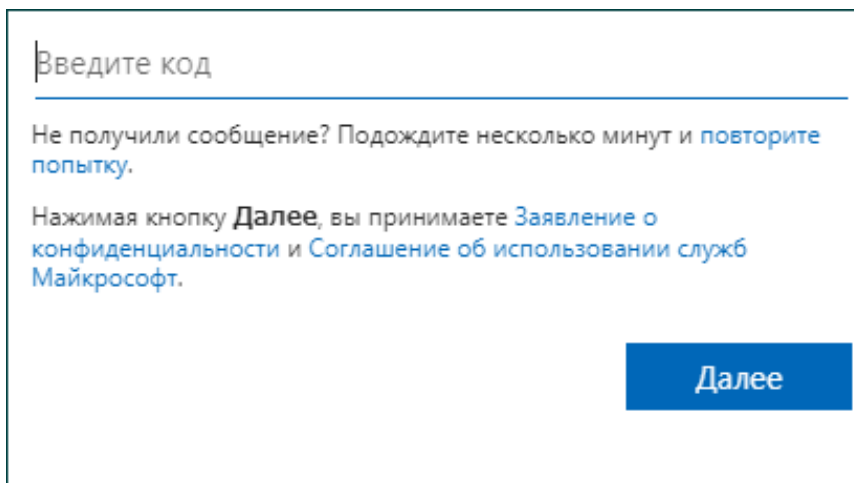 Введите код
Не получили сообщение? Подождите несколько минут и повторите
попытку.
Нажимая кнопку Далее, вы принимаете Заявление о
конфиденциальности и Соглашение об использовании служб
Майкрософт.
Далее